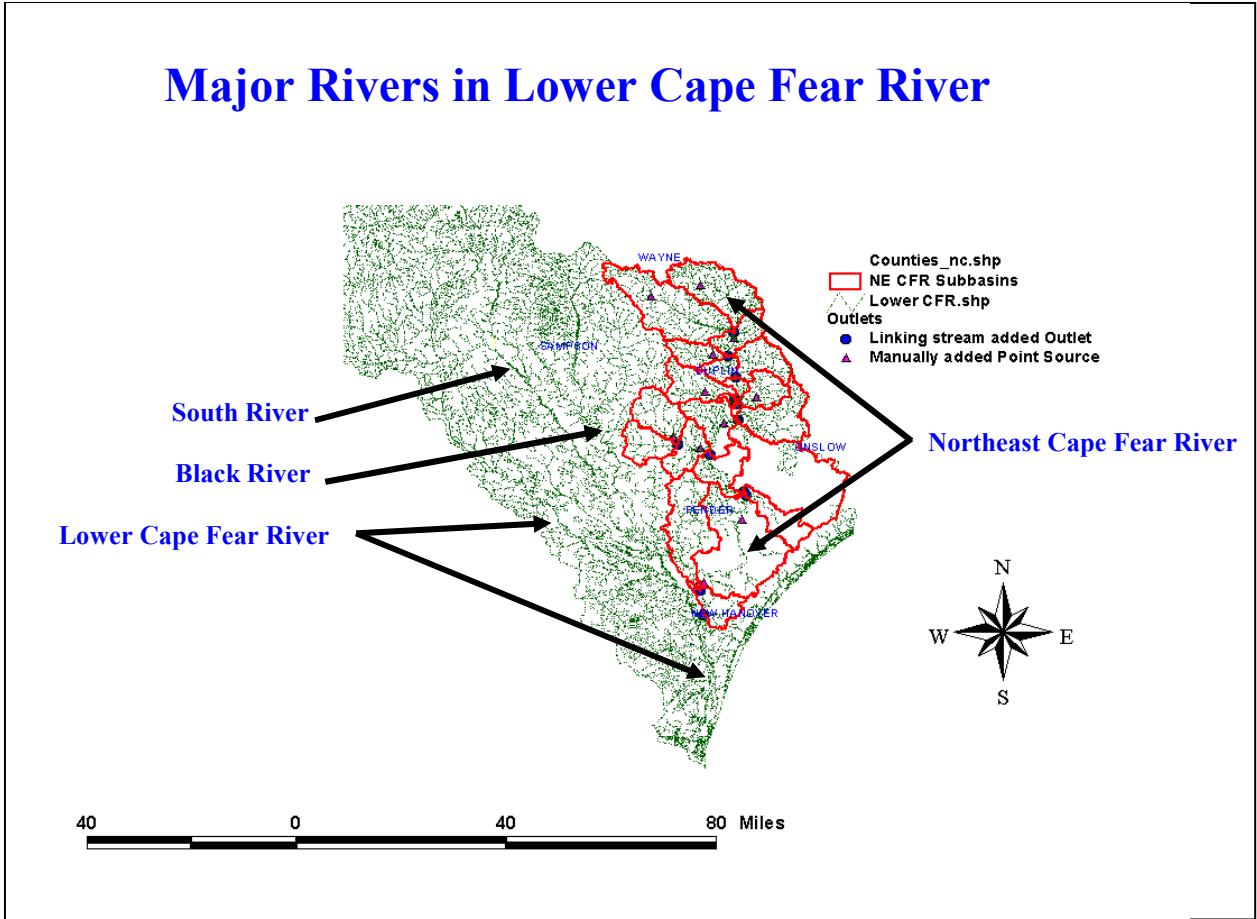 Major Rivers in Lower Cape Fear River
WAYNE
Counties_nc.shp
NE CFR Subbasins
Lower CFR.shp
Outlets
Linking stream added Outlet
Manually added Point Source
SAMPSON
South River
Black River
Lower Cape Fear River
Northeast Cape Fear River
PENDER
NEW HANOVER
N
W
E
S
40
0
40
80 Miles